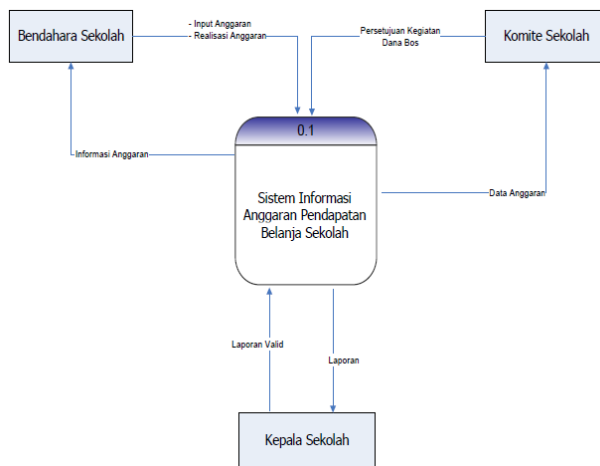 Bendahara Sekolah
- Input Anggaran
- Realisasi Anggaran
Persetujuan Kegiatan
Dana Bos
Komite Sekolah
0.1
Informasi Anggaran
Sistem Informasi
Anggaran Pendapatan
Belanja Sekolah
Data Anggaran
Laporan Valid
Laporan
Kepala Sekolah